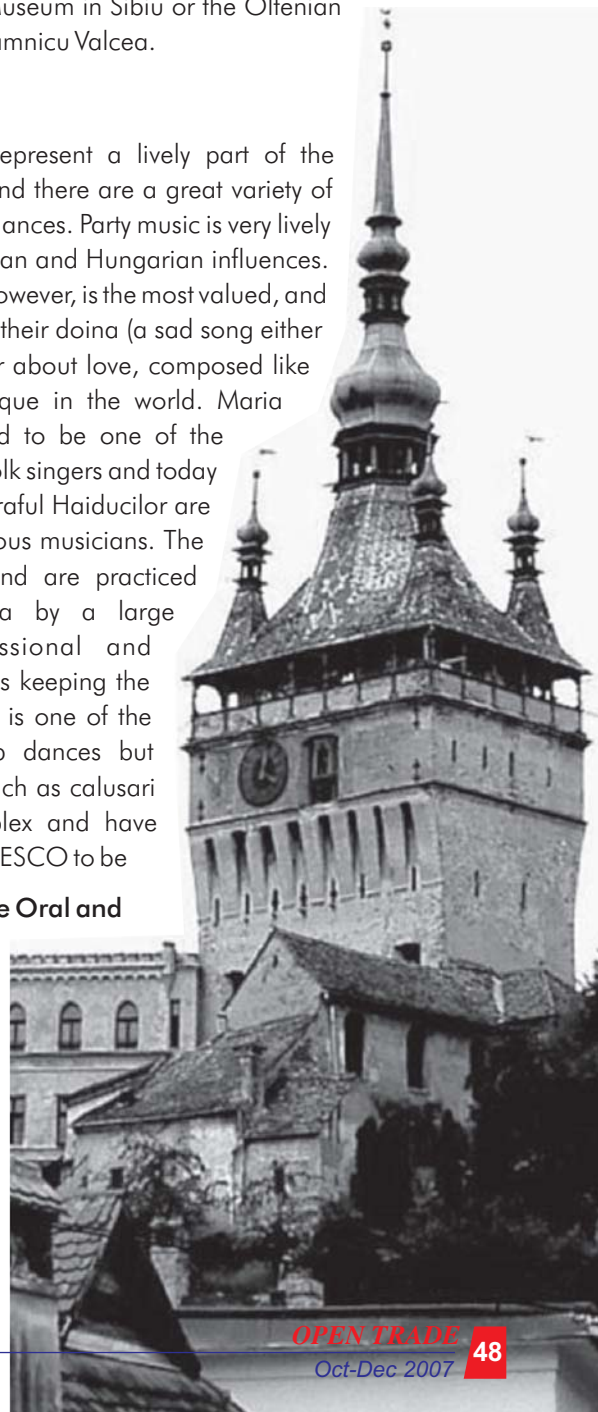 Museum in Sibiu or the Oltenian
amnicu Valcea.
epresent a lively part of the
nd there are a great variety of
ances. Party music is very lively
an and Hungarian influences.
owever, is the most valued, and
their doina (a sad song either
r about love, composed like
que in the world. Maria
d to be one of the
olk singers and today
raful Haiducilor are
ous musicians. The
nd are practiced
a by a large
ssional and
s keeping the
is one of the
p dances but
ch as calusari
plex and have
ESCO to be
e Oral and
OPEN TRADE
48
Oct-Dec 2007